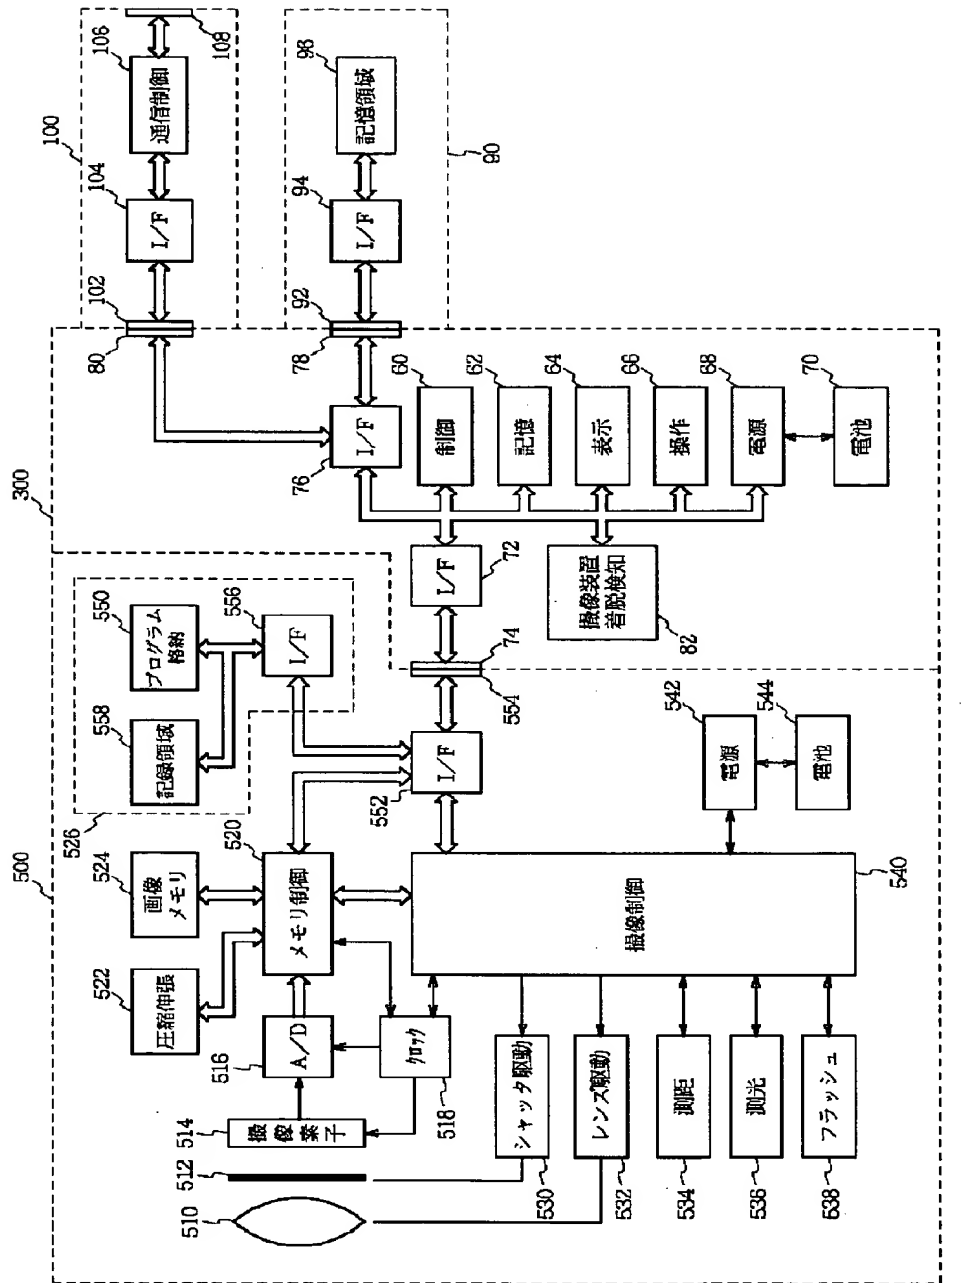 500
300
510
512
514
撮像素子
516
A/D
522
圧縮伸張
524
画像
メモリ
526
558
記録領域
550
プログラム
格納
556
I/F
520
メモリ制御
518
クロック
552
I/F
554
74
72
I/F
76
I/F
80
102
100
104
I/F
106
通信制御
108
78
92
94
I/F
98
記憶領域
90
60
制御
62
記憶
64
表示
66
操作
68
電源
70
電池
撮像装置
着脱検知
82
530
シャッタ駆動
532
レンズ駆動
534
測距
536
測光
538
フラッシュ
撮像制御
540
542
電源
544
電池